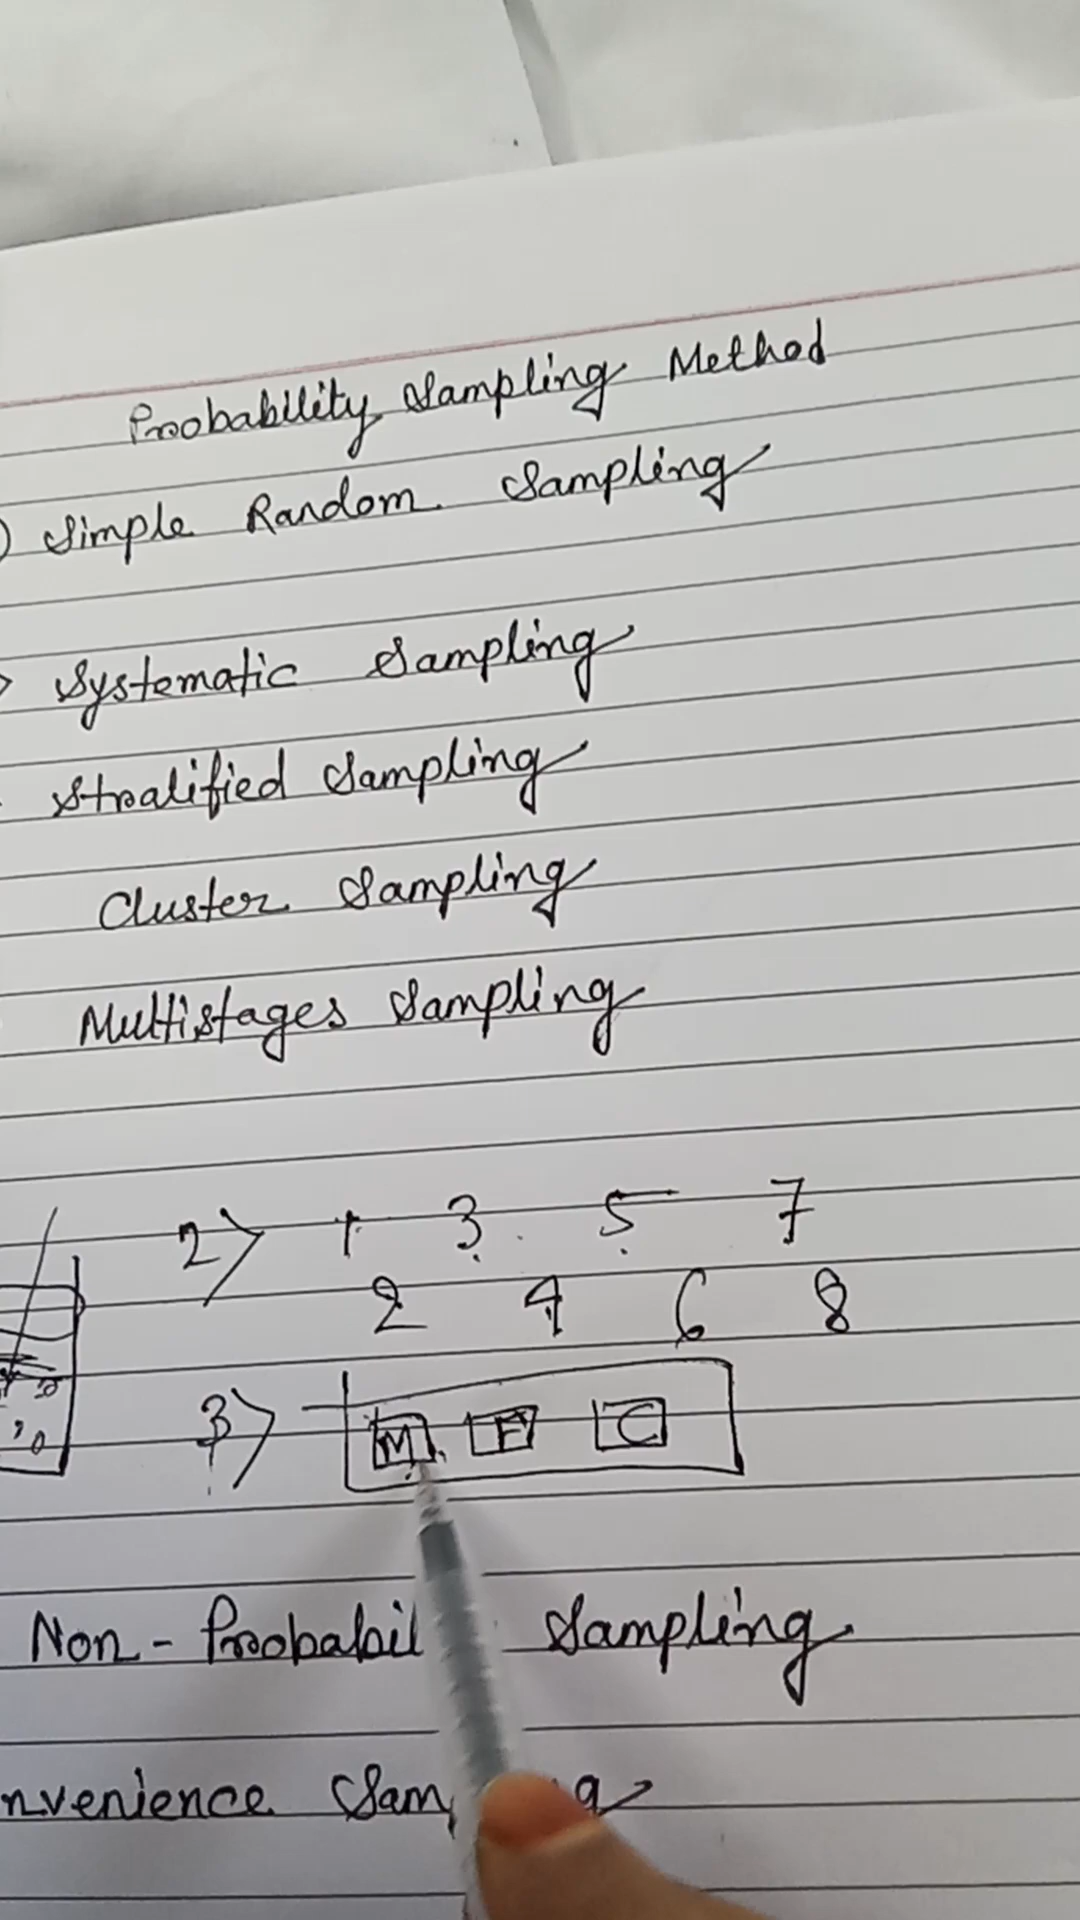 Probability Sampling Method
) Simple Random Sampling
> Systematic Sampling
Stratified Sampling
Cluster Sampling
Multistages Sampling
2> 1 3 5 7
2 4 6 8
3> M F C
Non-Probabil Sampling
nvenience Sam g